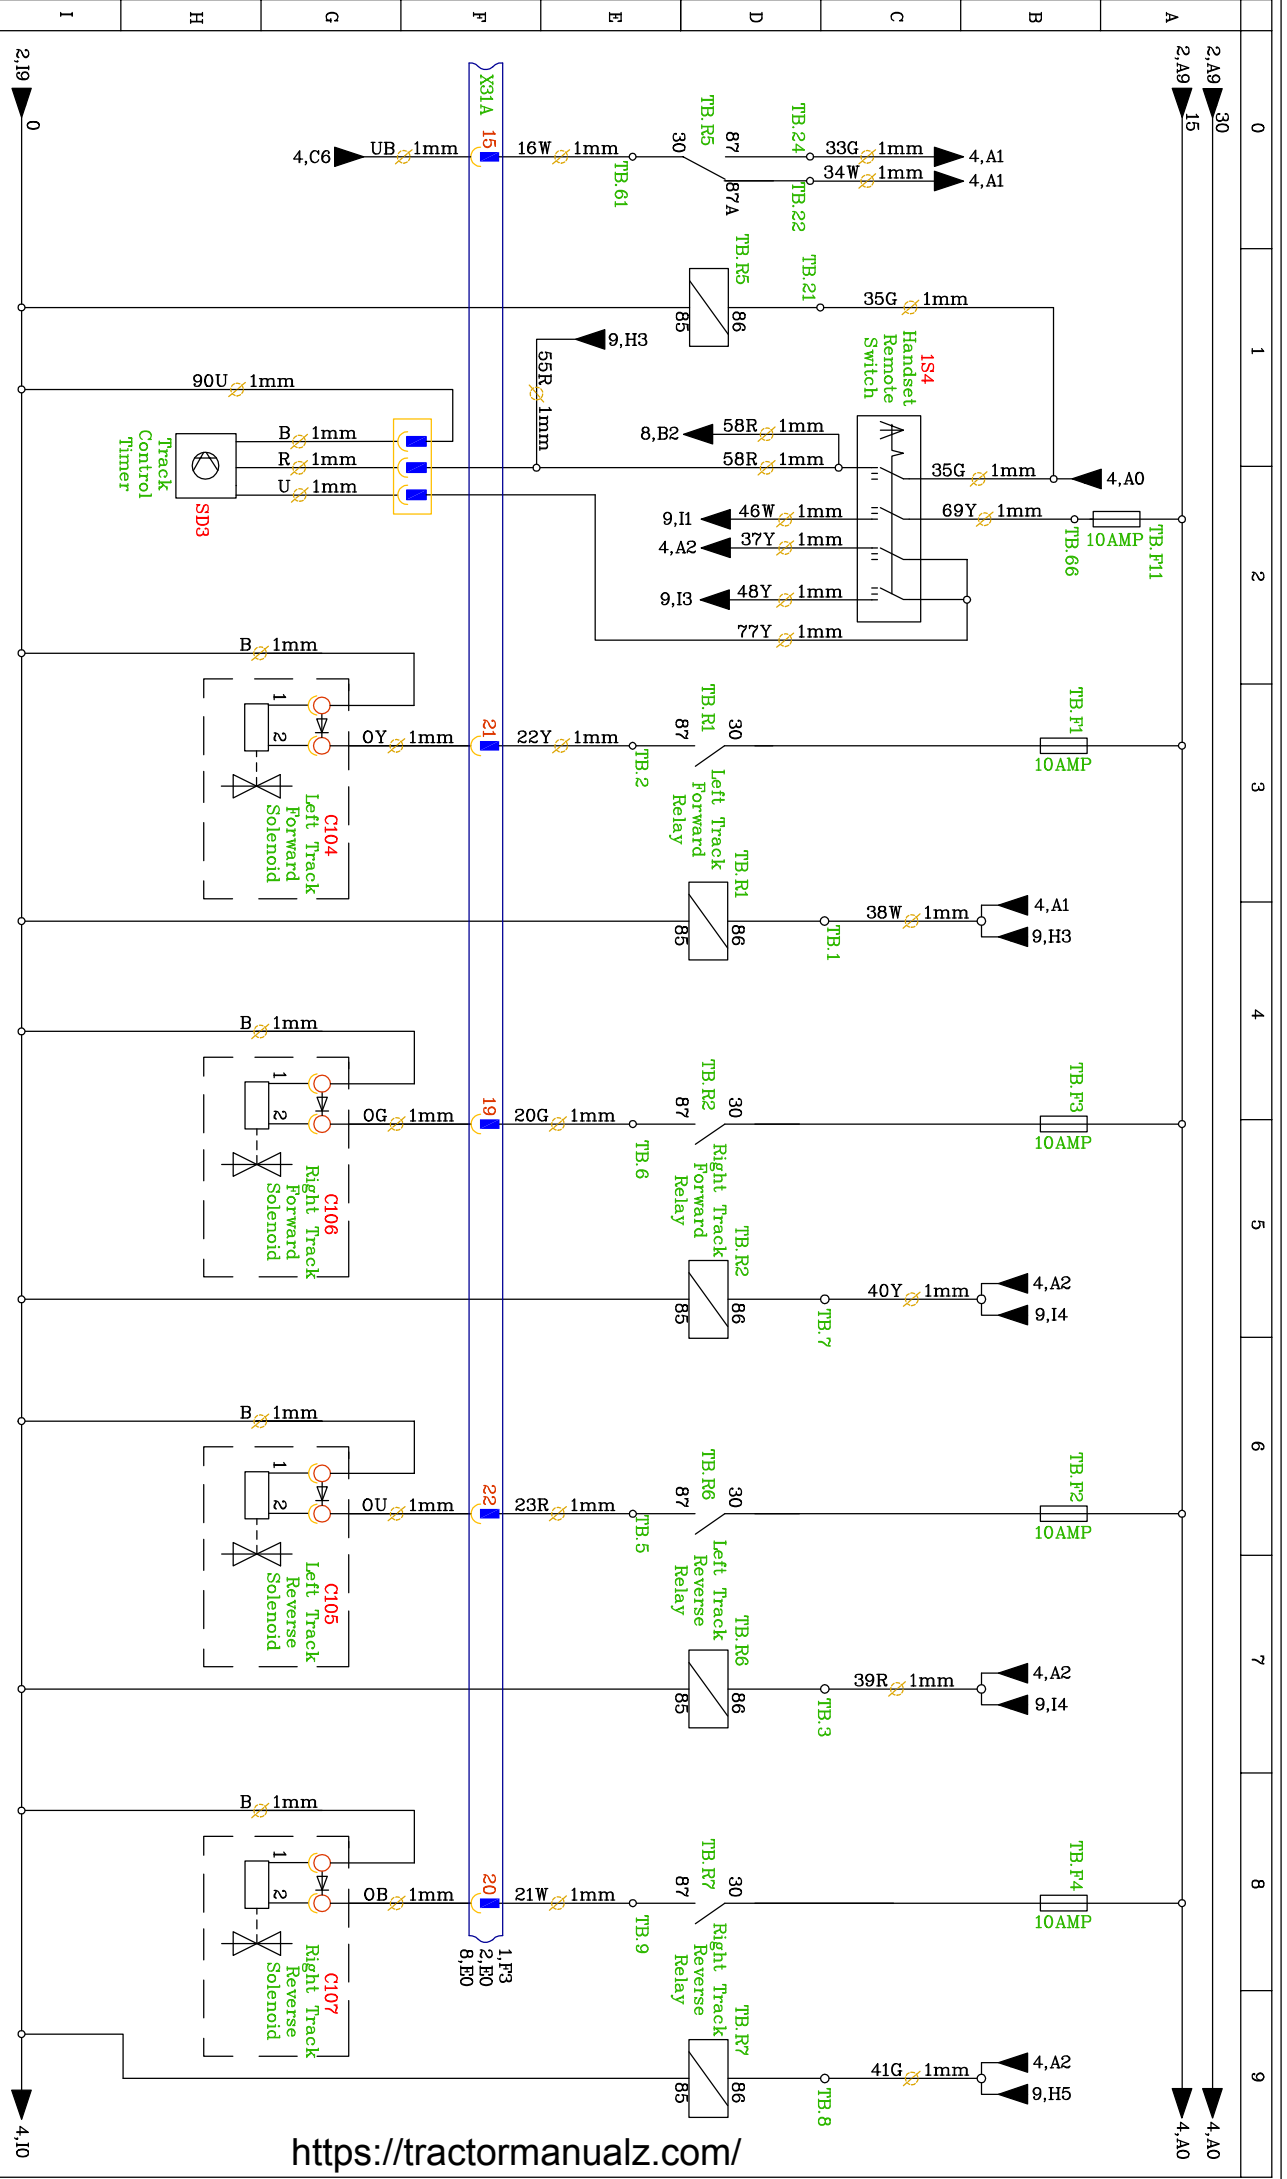 I
H
G
F
E
D
C
B
A
0
1
2
3
4
5
6
7
8
9
2,A9
30
2,A9
15
2,I9
0
X31A
4,C6
UB 1mm
15
16W 1mm
TB.61
30
TB.R5
87
87A
TB.24
TB.22
33G 1mm
4,A1
34W 1mm
4,A1
TB.R5
85
86
TB.21
35G 1mm
9,H3
55R 1mm
90U 1mm
B 1mm
R 1mm
U 1mm
Track
Control
Timer
SD3
1S4
Handset
Remote
Switch
8,B2
58R 1mm
58R 1mm
35G 1mm
4,A0
9,I1
46W 1mm
69Y 1mm
TB.66
10AMP
TB.F11
4,A2
37Y 1mm
9,I3
48Y 1mm
77Y 1mm
B 1mm
1
2
C104
Left Track
Forward
Solenoid
0Y 1mm
21
22Y 1mm
TB.2
87
30
TB.R1
Left Track
Forward
Relay
TB.F1
10AMP
TB.R1
85
86
TB.1
38W 1mm
4,A1
9,H3
B 1mm
1
2
C106
Right Track
Forward
Solenoid
0G 1mm
19
20G 1mm
TB.6
87
30
TB.R2
Right Track
Forward
Relay
TB.F3
10AMP
TB.R2
85
86
TB.7
40Y 1mm
4,A2
9,I4
B 1mm
1
2
C105
Left Track
Reverse
Solenoid
0U 1mm
22
23R 1mm
TB.5
87
30
TB.R6
Left Track
Reverse
Relay
TB.F2
10AMP
TB.R6
85
86
TB.3
39R 1mm
4,A2
9,I4
B 1mm
1
2
C107
Right Track
Reverse
Solenoid
0B 1mm
20
21W 1mm
TB.9
87
30
TB.R7
Right Track
Reverse
Relay
TB.F4
10AMP
1,F3
2,E0
8,E0
TB.R7
85
86
TB.8
41G 1mm
4,A2
9,H5
4,A0
4,A0
4,I0
https://tractormanualz.com/